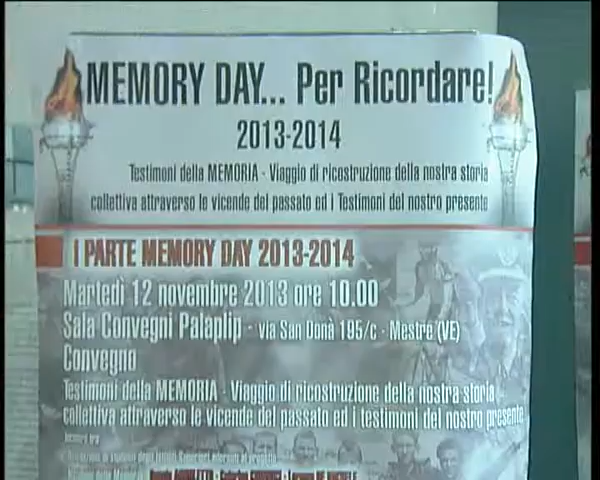 MEMORY DAY... Per Ricordare!
2013-2014
Testimoni della MEMORIA - Viaggio di ricostruzione della nostra storia
collettiva attraverso le vicende del passato ed i Testimoni del nostro presente
I PARTE MEMORY DAY 2013-2014
Martedì 12 novembre 2013 ore 10.00
Sala Convegni Palaplip - via San Donà 195/c - Mestre (VE)
Convegno
Testimoni della MEMORIA - Viaggio di ricostruzione della nostra storia
collettiva attraverso le vicende del passato ed i testimoni del nostro presente